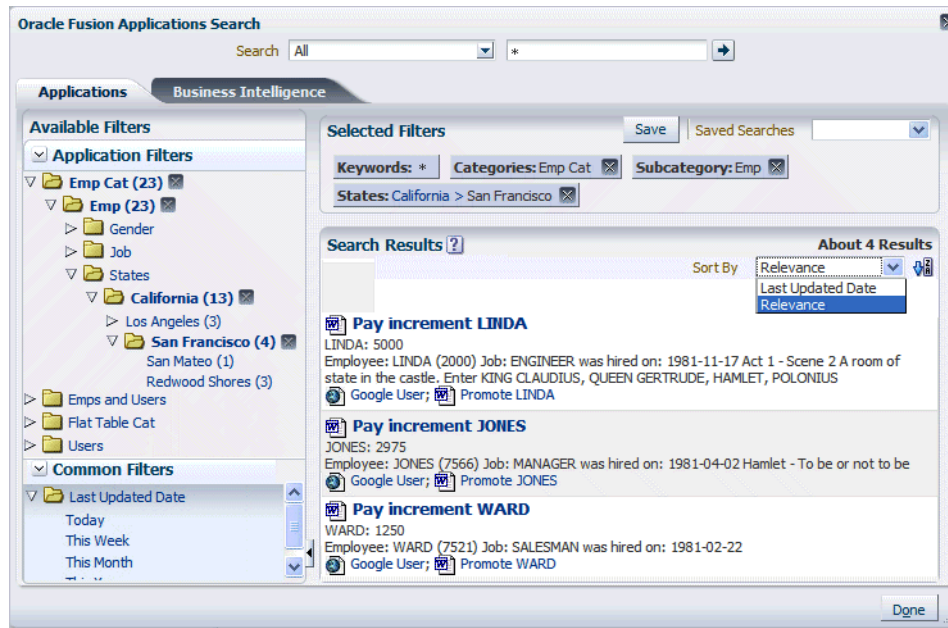 Oracle Fusion Applications Search
Search All *
Applications Business Intelligence
Available Filters
Application Filters
Emp Cat (23)
Emp (23)
Gender
Job
States
California (13)
Los Angeles (3)
San Francisco (4)
San Mateo (1)
Redwood Shores (3)
Emps and Users
Flat Table Cat
Users
Common Filters
Last Updated Date
Today
This Week
This Month
Selected Filters Save Saved Searches
Keywords: * Categories: Emp Cat Subcategory: Emp
States: California > San Francisco
Search Results ? About 4 Results
Sort By Relevance
Last Updated Date
Relevance
Pay increment LINDA
LINDA: 5000
Employee: LINDA (2000) Job: ENGINEER was hired on: 1981-11-17 Act 1 - Scene 2 A room of
state in the castle. Enter KING CLAUDIUS, QUEEN GERTRUDE, HAMLET, POLONIUS
Google User; Promote LINDA
Pay increment JONES
JONES: 2975
Employee: JONES (7566) Job: MANAGER was hired on: 1981-04-02 Hamlet - To be or not to be
Google User; Promote JONES
Pay increment WARD
WARD: 1250
Employee: WARD (7521) Job: SALESMAN was hired on: 1981-02-22
Google User; Promote WARD
Done